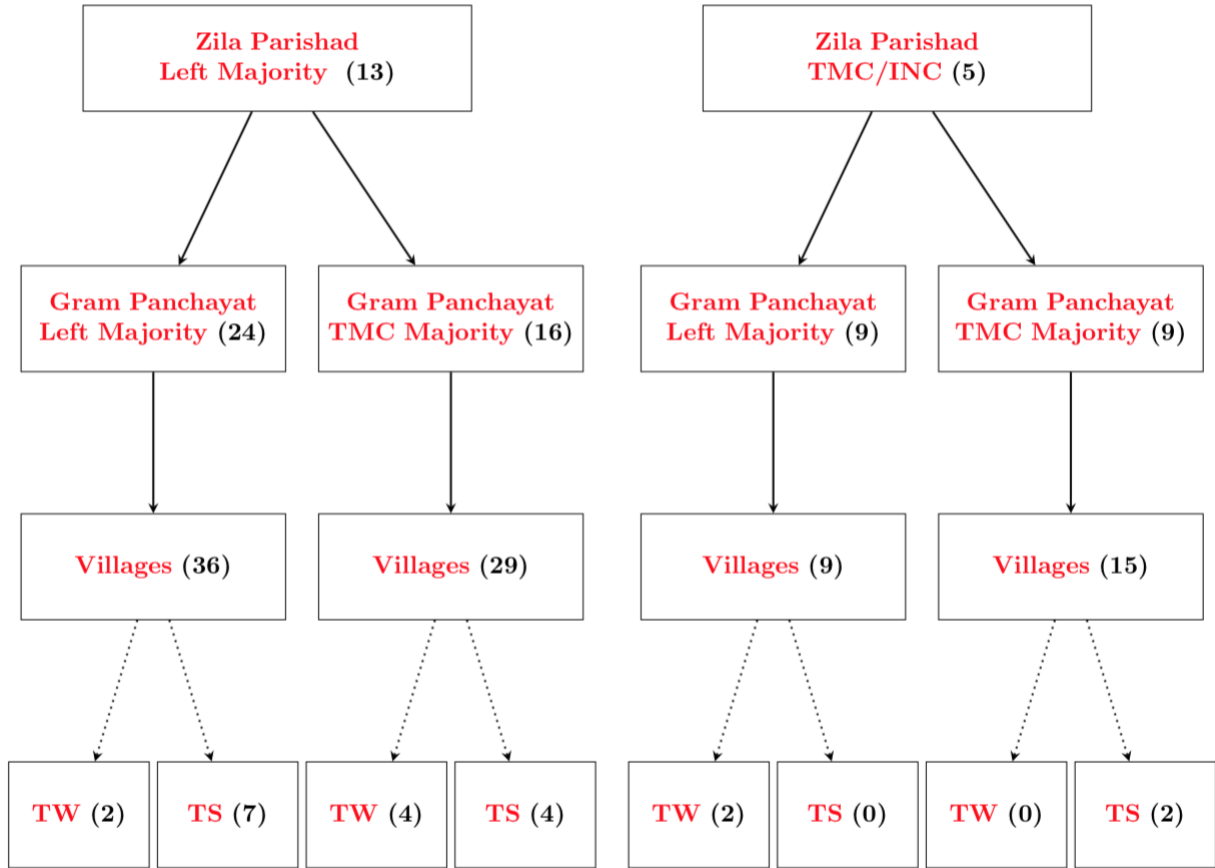 Zila Parishad
Left Majority (13)
Zila Parishad
TMC/INC (5)
Gram Panchayat
Left Majority (24)
Gram Panchayat
TMC Majority (16)
Gram Panchayat
Left Majority (9)
Gram Panchayat
TMC Majority (9)
Villages (36)
Villages (29)
Villages (9)
Villages (15)
TW (2)
TS (7)
TW (4)
TS (4)
TW (2)
TS (0)
TW (0)
TS (2)